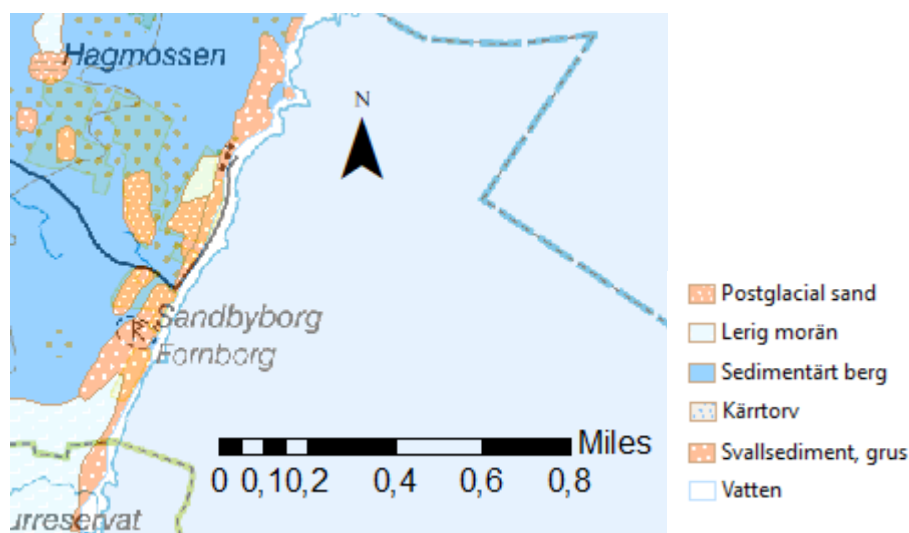 Hagmossen
N
Sandbyborg
Fornborg
Miles
0 0,10,2 0,4 0,6 0,8
urreservat
Postglacial sand
Lerig morän
Sedimentärt berg
Kärrtorv
Svallsediment, grus
Vatten